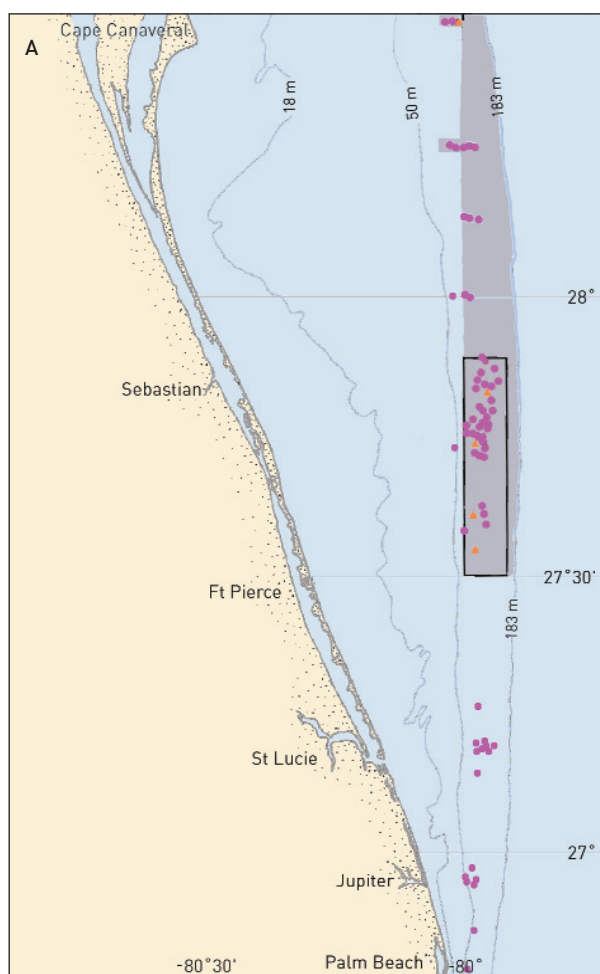 Cape Canaveral
A
18 m
50 m
183 m
28°
Sebastian
27°30'
Ft Pierce
183 m
St Lucie
27°
Jupiter
-80°30'
Palm Beach
-80°